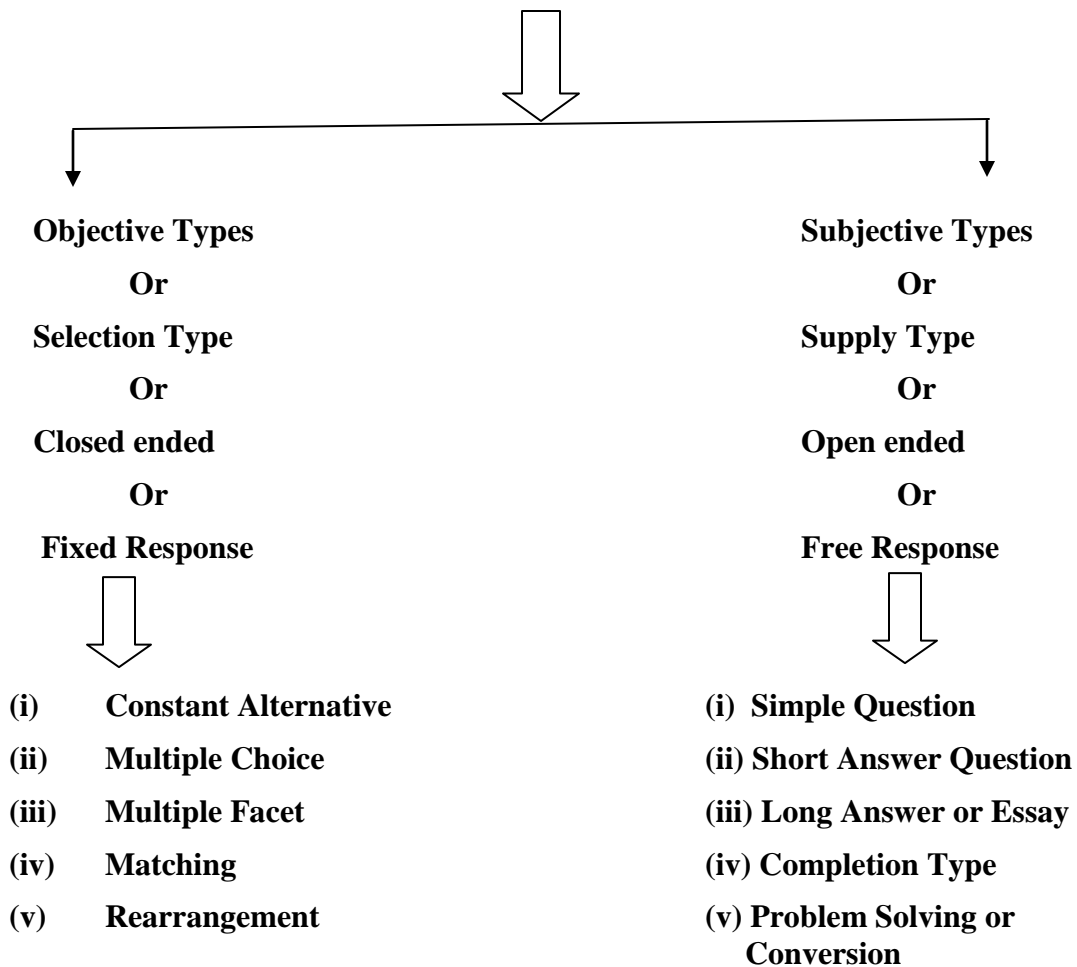 Objective Types
Or
Selection Type
Or
Closed ended
Or
Fixed Response
(i) Constant Alternative
(ii) Multiple Choice
(iii) Multiple Facet
(iv) Matching
(v) Rearrangement
Subjective Types
Or
Supply Type
Or
Open ended
Or
Free Response
(i) Simple Question
(ii) Short Answer Question
(iii) Long Answer or Essay
(iv) Completion Type
(v) Problem Solving or
Conversion